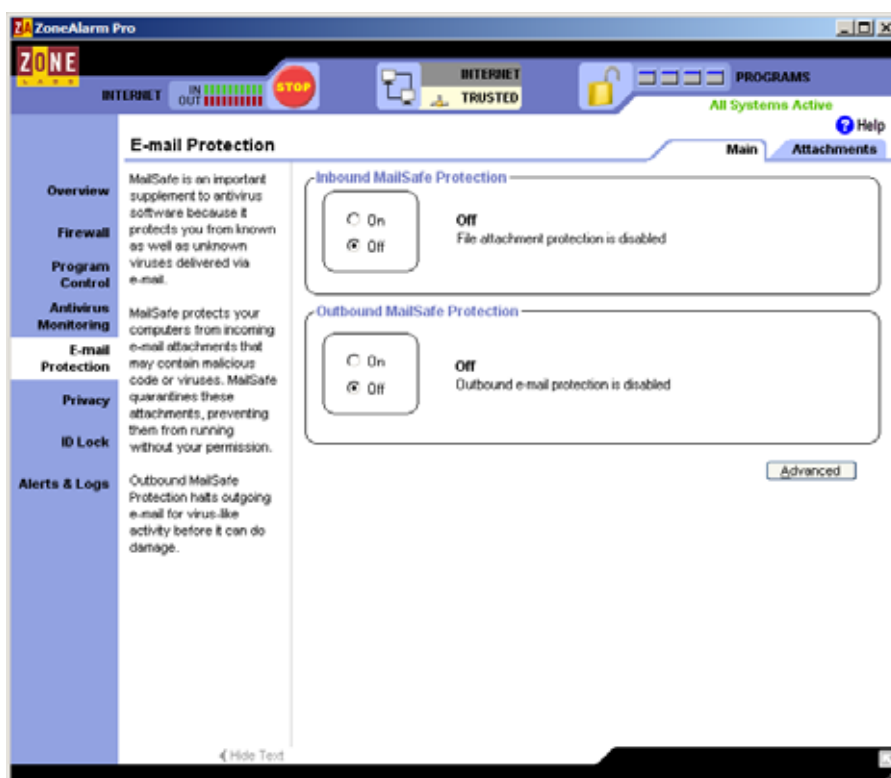 ZoneAlarm Pro
ZONE
LABS
INTERNET
IN
OUT
STOP
INTERNET
TRUSTED
PROGRAMS
All Systems Active
Help
E-mail Protection
Main
Attachments
Overview
Firewall
Program
Control
Antivirus
Monitoring
E-mail
Protection
Privacy
ID Lock
Alerts & Logs
MailSafe is an important
supplement to antivirus
software because it
protects you from known
as well as unknown
viruses delivered via
e-mail.
MailSafe protects your
computers from incoming
e-mail attachments that
may contain malicious
code or viruses. MailSafe
quarantines these
attachments, preventing
them from running
without your permission.
Outbound MailSafe
Protection halts outgoing
e-mail for virus-like
activity before it can do
damage.
Inbound MailSafe Protection
On
Off
Off
File attachment protection is disabled
Outbound MailSafe Protection
On
Off
Off
Outbound e-mail protection is disabled
Advanced
Hide Text